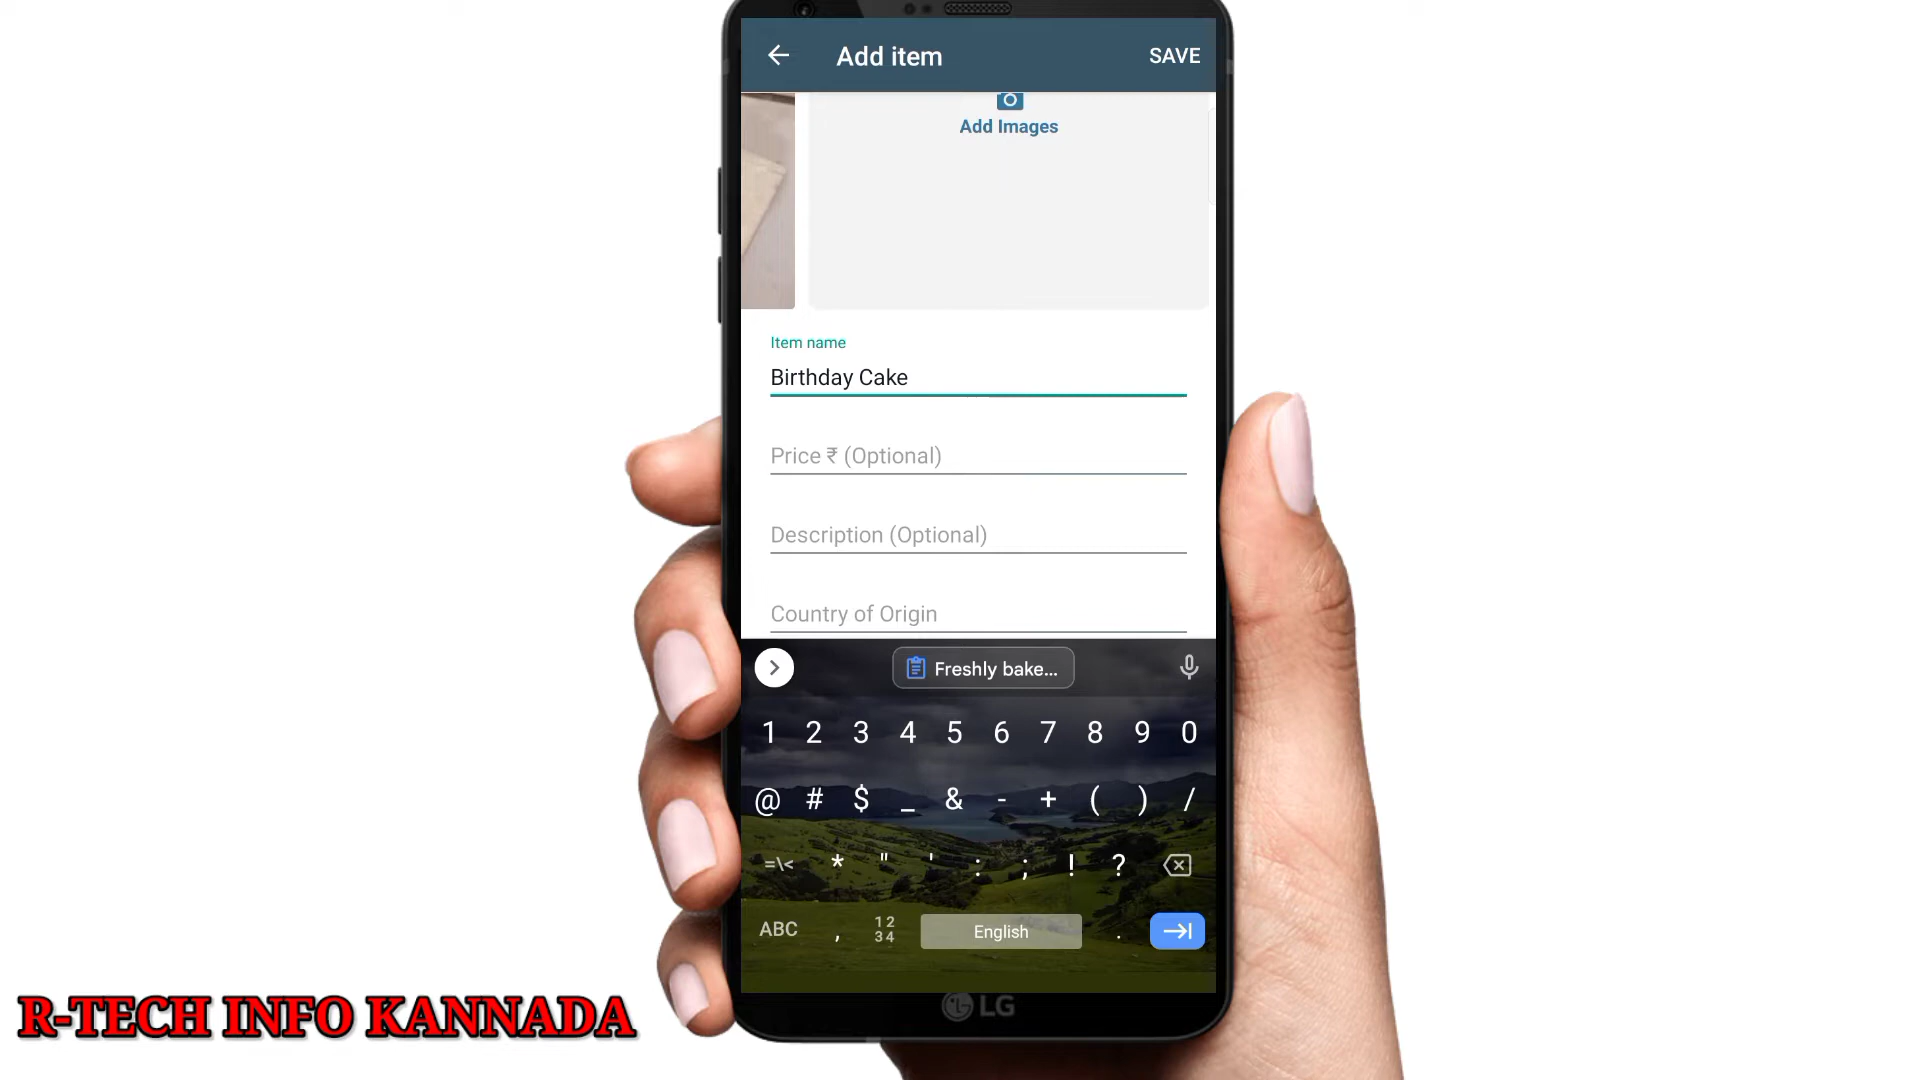 Add item
SAVE
Add Images
Item name
Birthday Cake
Price ₹ (Optional)
Description (Optional)
Country of Origin
Freshly bake...
1 2 3 4 5 6 7 8 9 0
@ # $ _ & - + ( ) /
=\< * " ' : ; ! ?
ABC , 12 34 English .
LG
R-TECH INFO KANNADA